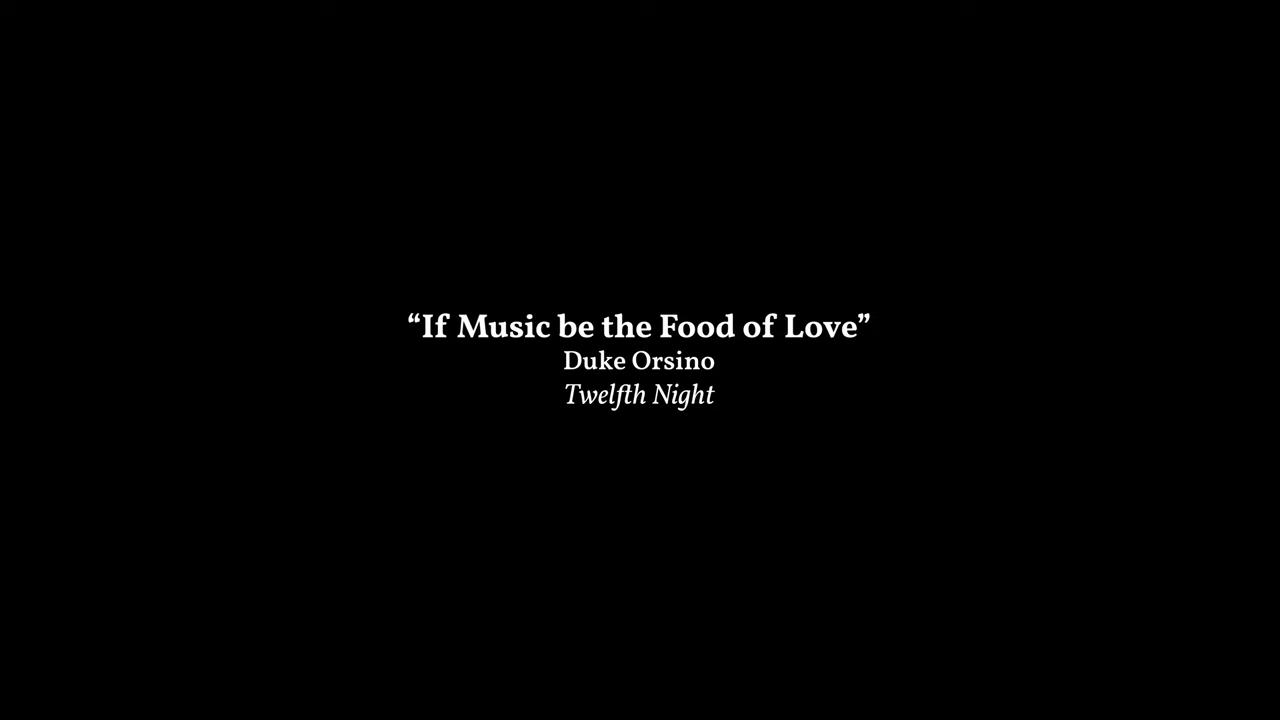 “If Music be the Food of Love”
Duke Orsino
Twelfth Night